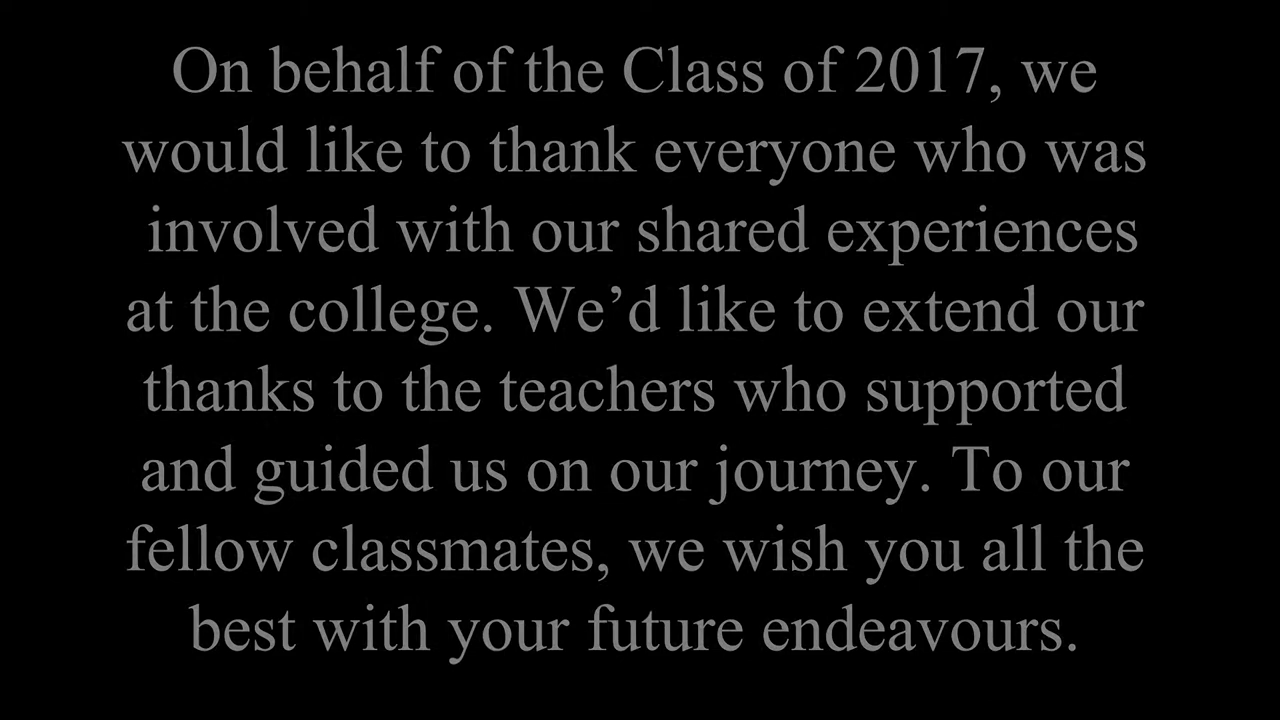 On behalf of the Class of 2017, we
would like to thank everyone who was
involved with our shared experiences
at the college. We’d like to extend our
thanks to the teachers who supported
and guided us on our journey. To our
fellow classmates, we wish you all the
best with your future endeavours.